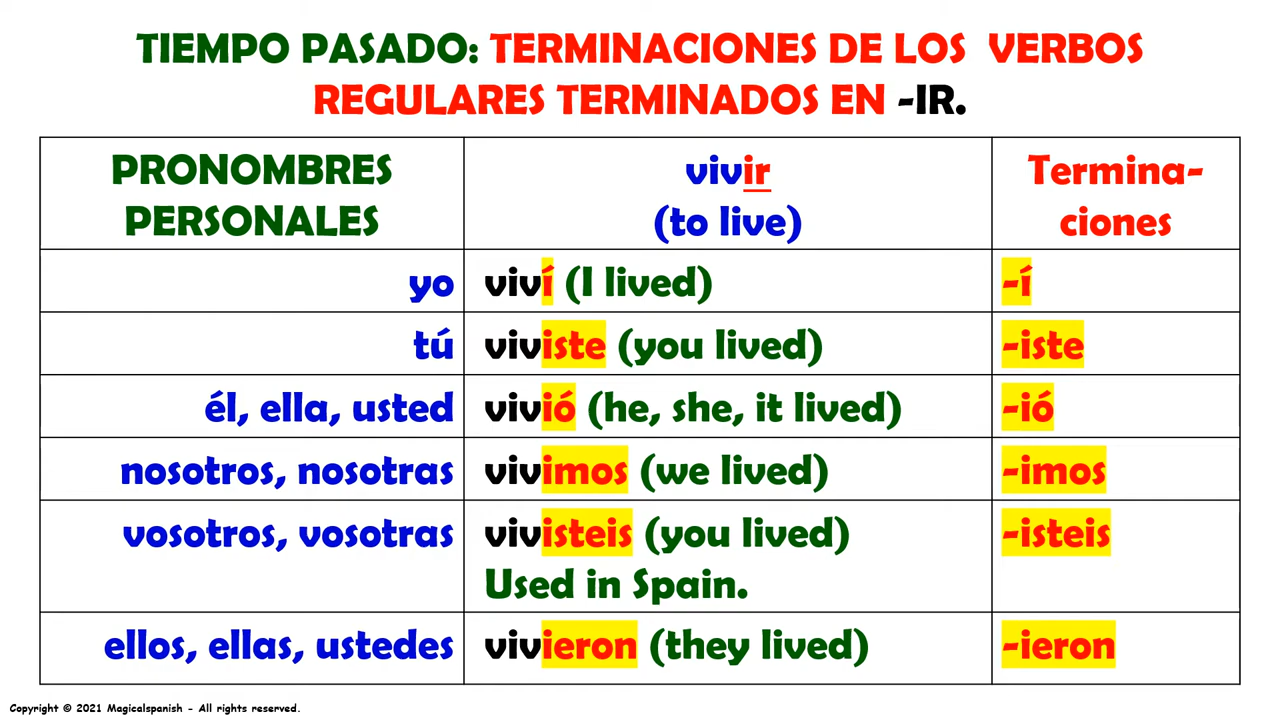 TIEMPO PASADO: TERMINACIONES DE LOS VERBOS
REGULARES TERMINADOS EN -IR.
PRONOMBRES
PERSONALES
vivir
(to live)
Termina-
ciones
yo
viví (I lived)
-í
tú
viviste (you lived)
-iste
él, ella, usted
vivió (he, she, it lived)
-ió
nosotros, nosotras
vivimos (we lived)
-imos
vosotros, vosotras
vivisteis (you lived)
Used in Spain.
-isteis
ellos, ellas, ustedes
vivieron (they lived)
-ieron
Copyright © 2021 Magicalspanish - All rights reserved.